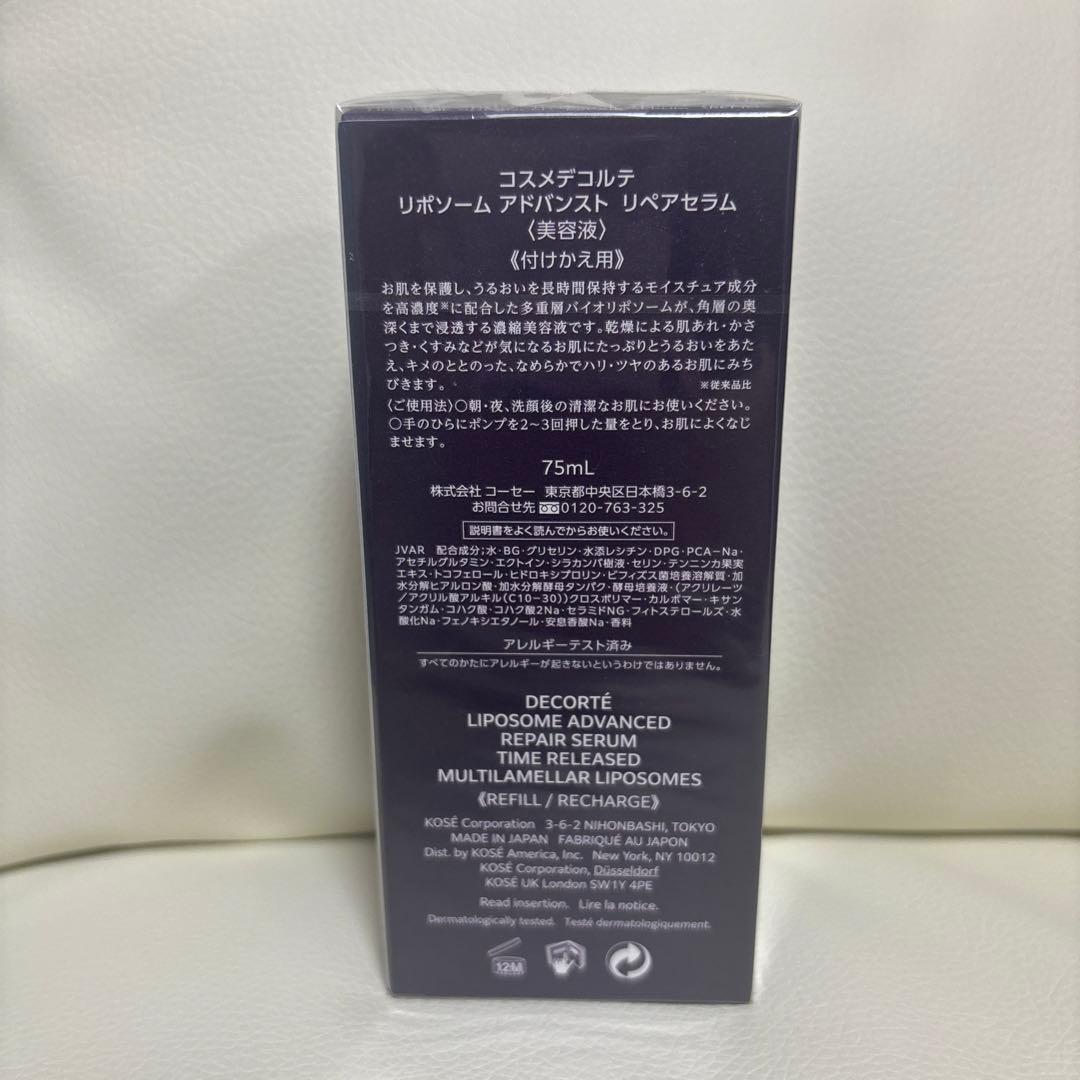 コスメデコルテ
リポソーム アドバンスト リペアセラム
〈美容液〉
《付けかえ用》
お肌を保護し、うるおいを長時間保持するモイスチュア成分
を高濃度※に配合した多重層バイオリポソームが、角層の奥
深くまで浸透する濃縮美容液です。乾燥による肌あれ・かさ
つき・くすみなどが気になるお肌にたっぷりとうるおいをあた
え、キメのととのった、なめらかでハリ・ツヤのあるお肌にみち
びきます。 ※従来品比
〈ご使用法〉○朝・夜、洗顔後の清潔なお肌にお使いください。
○手のひらにポンプを2~3回押した量をとり、お肌によくなじ
ませます。
75mL
株式会社 コーセー 東京都中央区日本橋3-6-2
お問合せ先 0120-763-325
説明書をよく読んでからお使いください。
JVAR 配合成分;水・BG・グリセリン・水添レシチン・DPG・PCA-Na・
アセチルグルタミン・エクトイン・シラカンバ樹液・セリン・テンニンカ果実
エキス・トコフェロール・ヒドロキシプロリン・ビフィズス菌培養溶解質・加
水分解ヒアルロン酸・加水分解酵母タンパク・酵母培養液・(アクリレーツ
/アクリル酸アルキル(C10-30))クロスポリマー・カルボマー・キサン
タンガム・コハク酸・コハク酸2Na・セラミドNG・フィトステロールズ・水
酸化Na・フェノキシエタノール・安息香酸Na・香料
アレルギーテスト済み
すべてのかたにアレルギーが起きないというわけではありません。
DECORTÉ
LIPOSOME ADVANCED
REPAIR SERUM
TIME RELEASED
MULTILAMELLAR LIPOSOMES
《REFILL / RECHARGE》
KOSÉ Corporation 3-6-2 NIHONBASHI, TOKYO
MADE IN JAPAN FABRIQUÉ AU JAPON
Dist. by KOSÉ America, Inc. New York, NY 10012
KOSÉ Corporation, Düsseldorf
KOSÉ UK London SW1Y 4PE
Read insertion. Lire la notice.
Dermatologically tested. Testé dermatologiquement.
12M